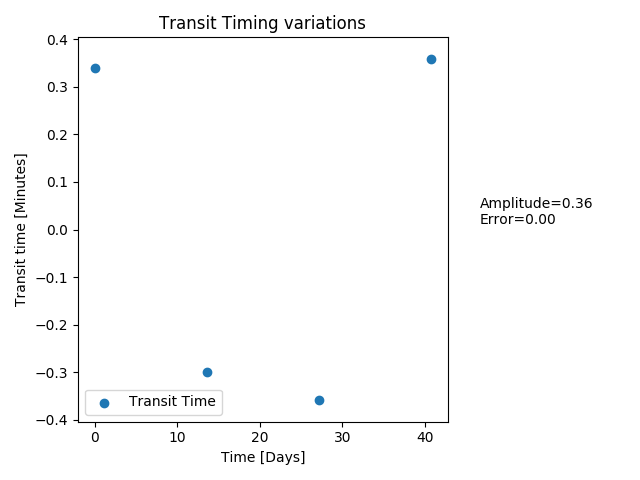 Transit Timing variations
0.4
0.3
0.2
0.1
0.0
−0.1
−0.2
−0.3
−0.4
Transit time [Minutes]
Amplitude=0.36
Error=0.00
Transit Time
0
10
20
30
40
Time [Days]